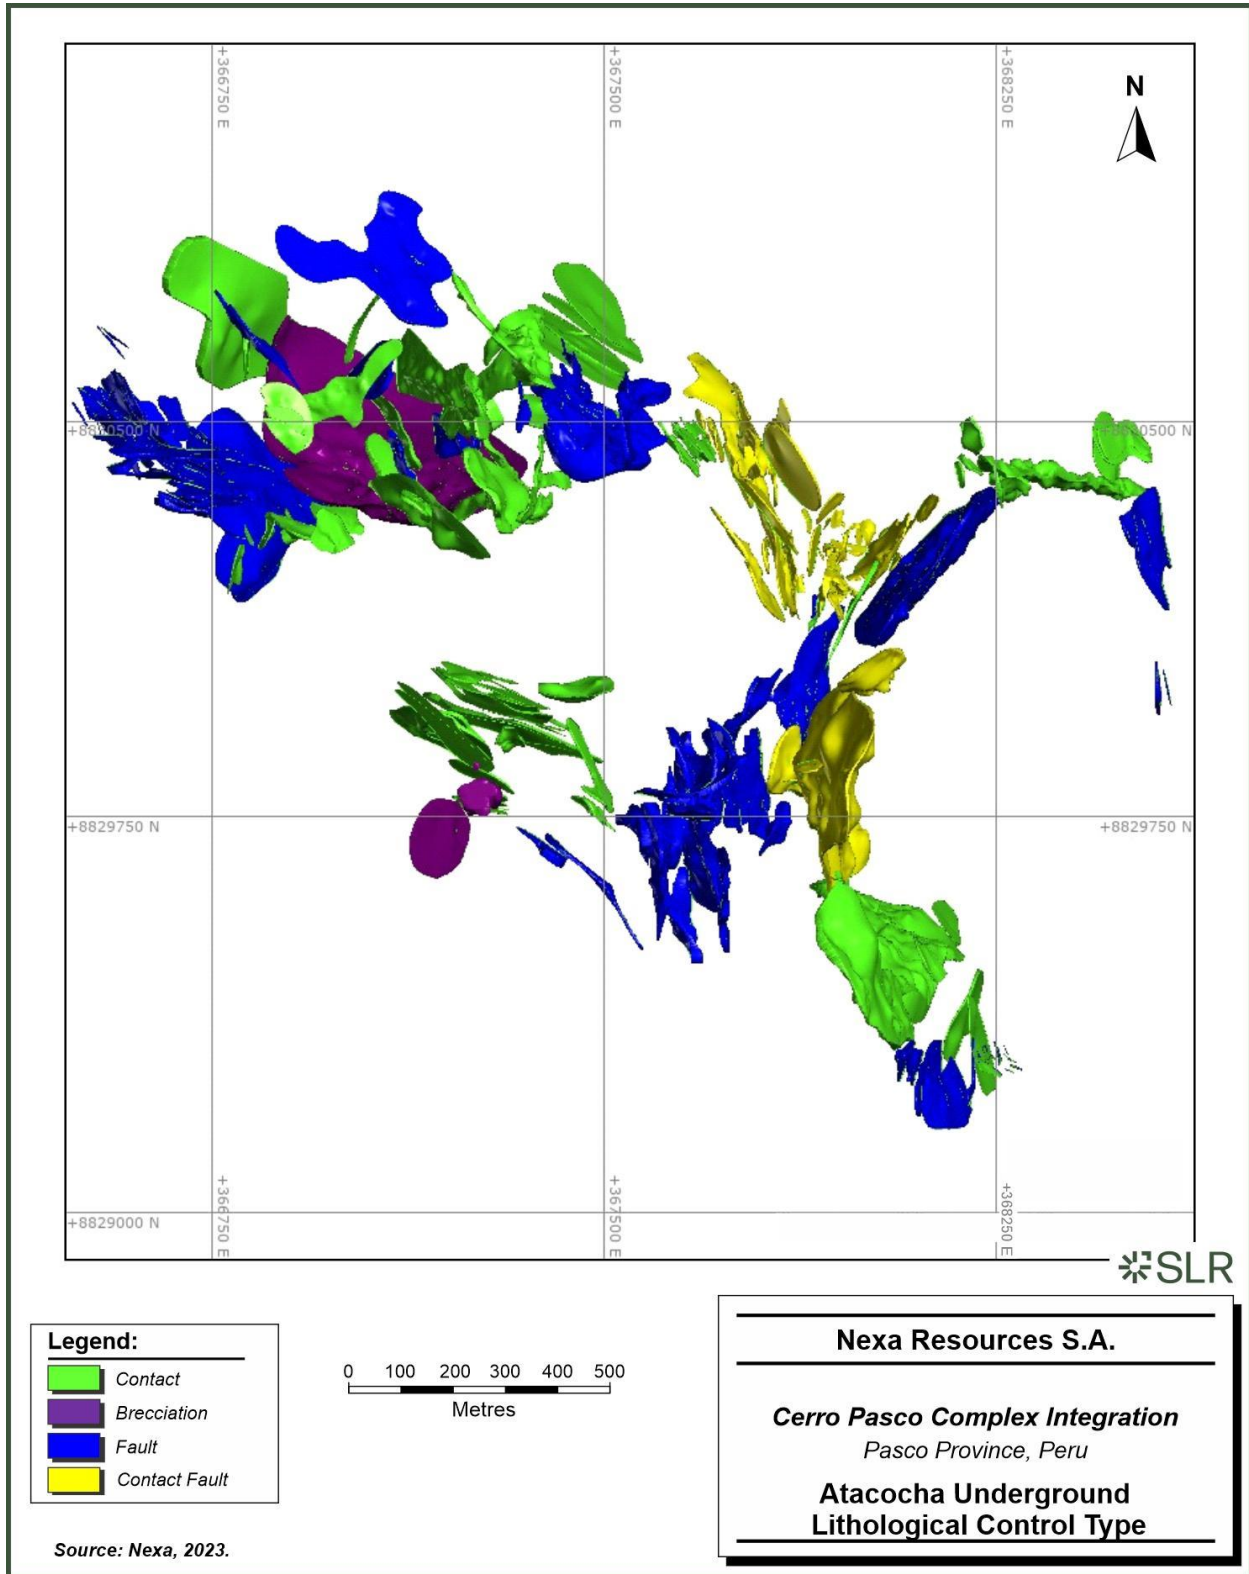 +366750 E
+367500 E
+368250 E
N
+8830500 N
+8830500 N
+8829750 N
+8829750 N
+8829000 N
+366750 E
+367500 E
+368250 E
SLR
Legend:
Contact
Brecciation
Fault
Contact Fault
0 100 200 300 400 500
Metres
Nexa Resources S.A.
Cerro Pasco Complex Integration
Pasco Province, Peru
Atacocha Underground
Lithological Control Type
Source: Nexa, 2023.